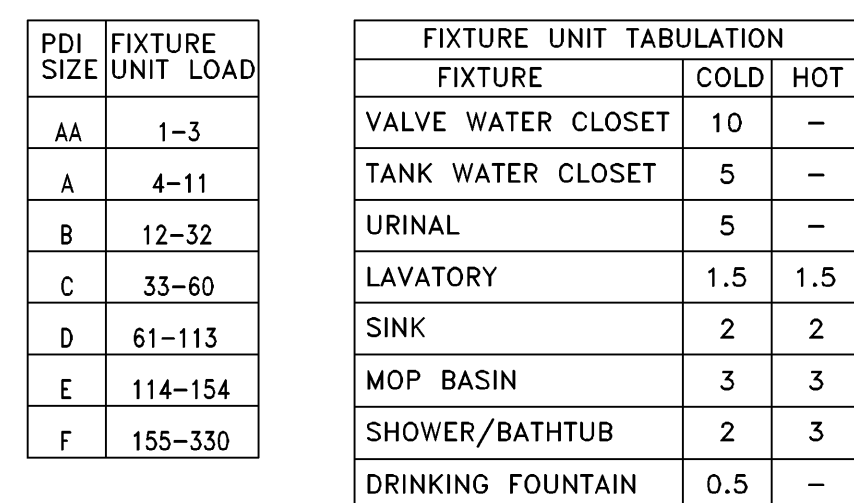 PDI SIZE FIXTURE UNIT LOAD
AA 1-3
A 4-11
B 12-32
C 33-60
D 61-113
E 114-154
F 155-330
FIXTURE UNIT TABULATION
FIXTURE COLD HOT
VALVE WATER CLOSET 10 -
TANK WATER CLOSET 5 -
URINAL 5 -
LAVATORY 1.5 1.5
SINK 2 2
MOP BASIN 3 3
SHOWER/BATHTUB 2 3
DRINKING FOUNTAIN 0.5 -